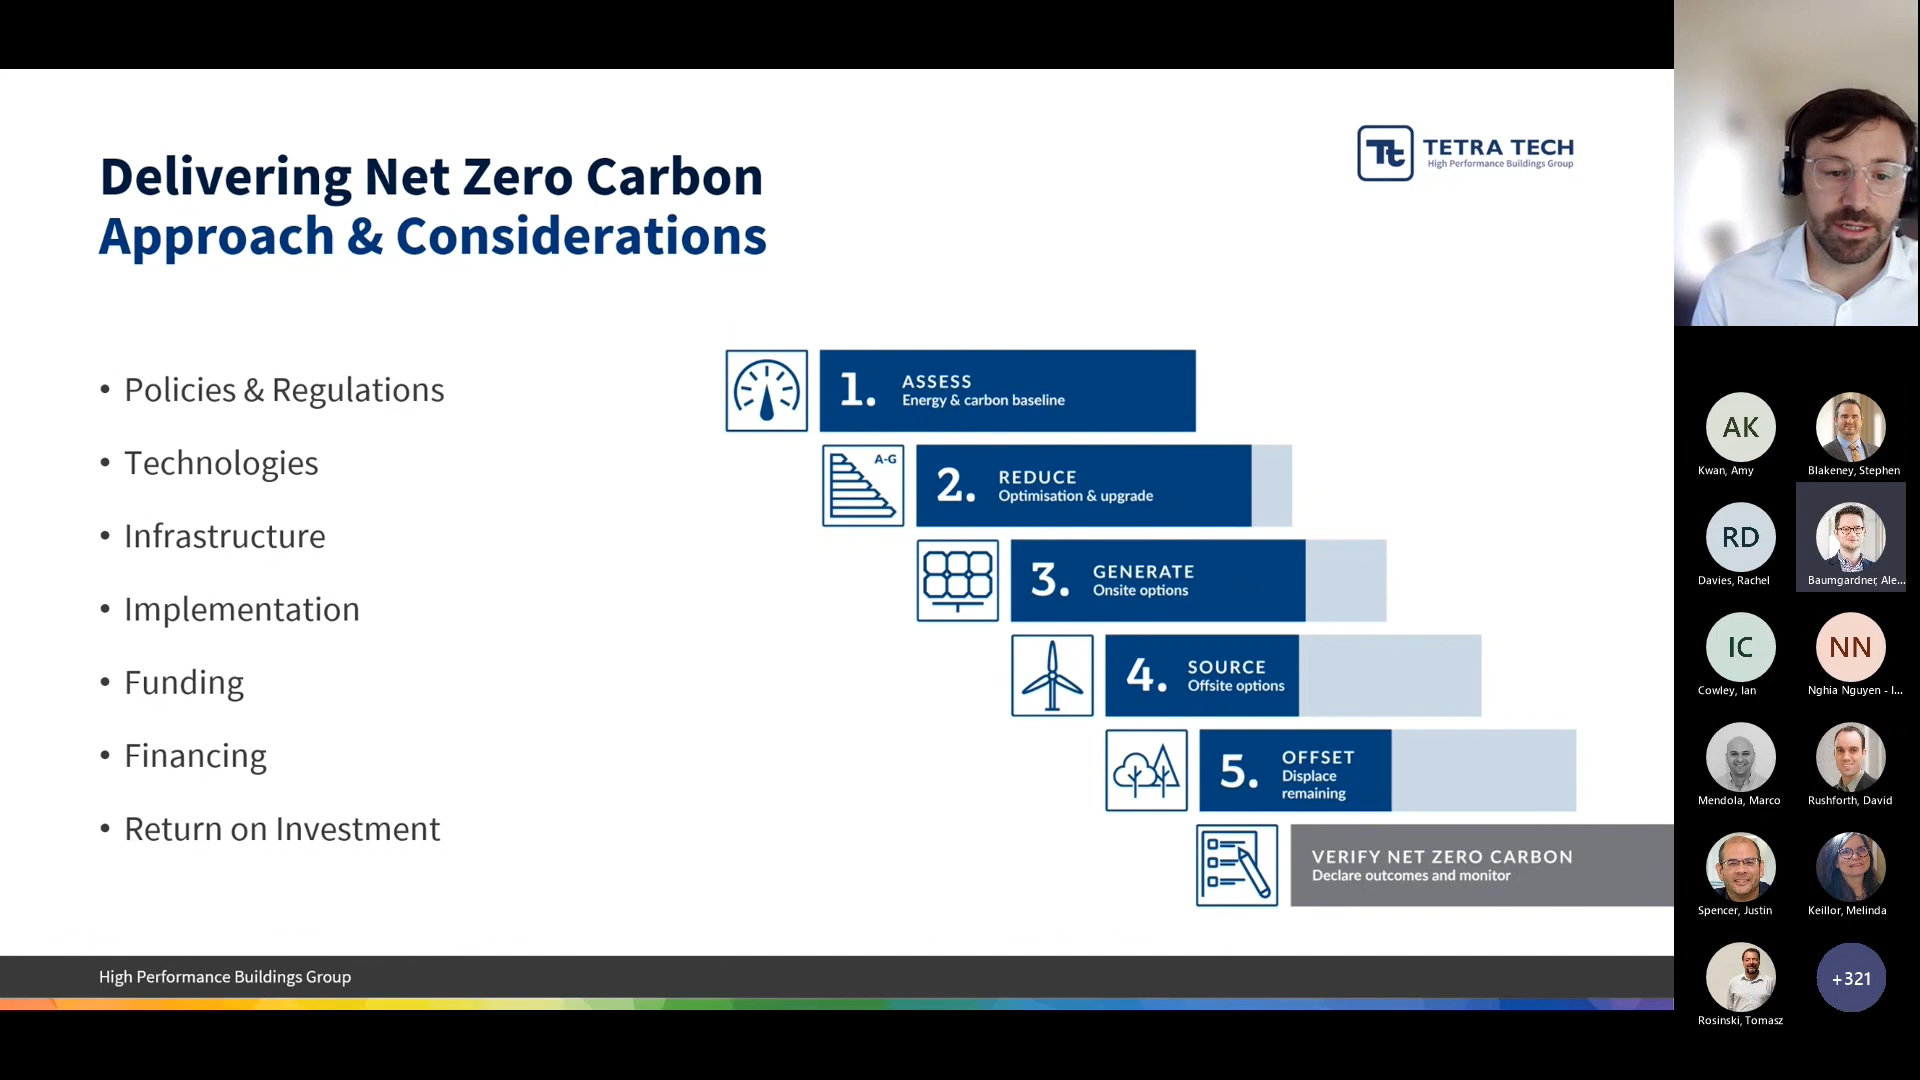 Delivering Net Zero Carbon
Approach & Considerations
Tt
TETRA TECH
High Performance Buildings Group
• Policies & Regulations
• Technologies
• Infrastructure
• Implementation
• Funding
• Financing
• Return on Investment
1.
ASSESS
Energy & carbon baseline
A-G
2.
REDUCE
Optimisation & upgrade
3.
GENERATE
Onsite options
4.
SOURCE
Offsite options
5.
OFFSET
Displace
remaining
VERIFY NET ZERO CARBON
Declare outcomes and monitor
High Performance Buildings Group
AK
Kwan, Amy
Blakeney, Stephen
RD
Davies, Rachel
Baumgardner, Ale...
IC
Cowley, Ian
NN
Nghia Nguyen - I...
Mendola, Marco
Rushforth, David
Spencer, Justin
Keillor, Melinda
Rosinski, Tomasz
+321